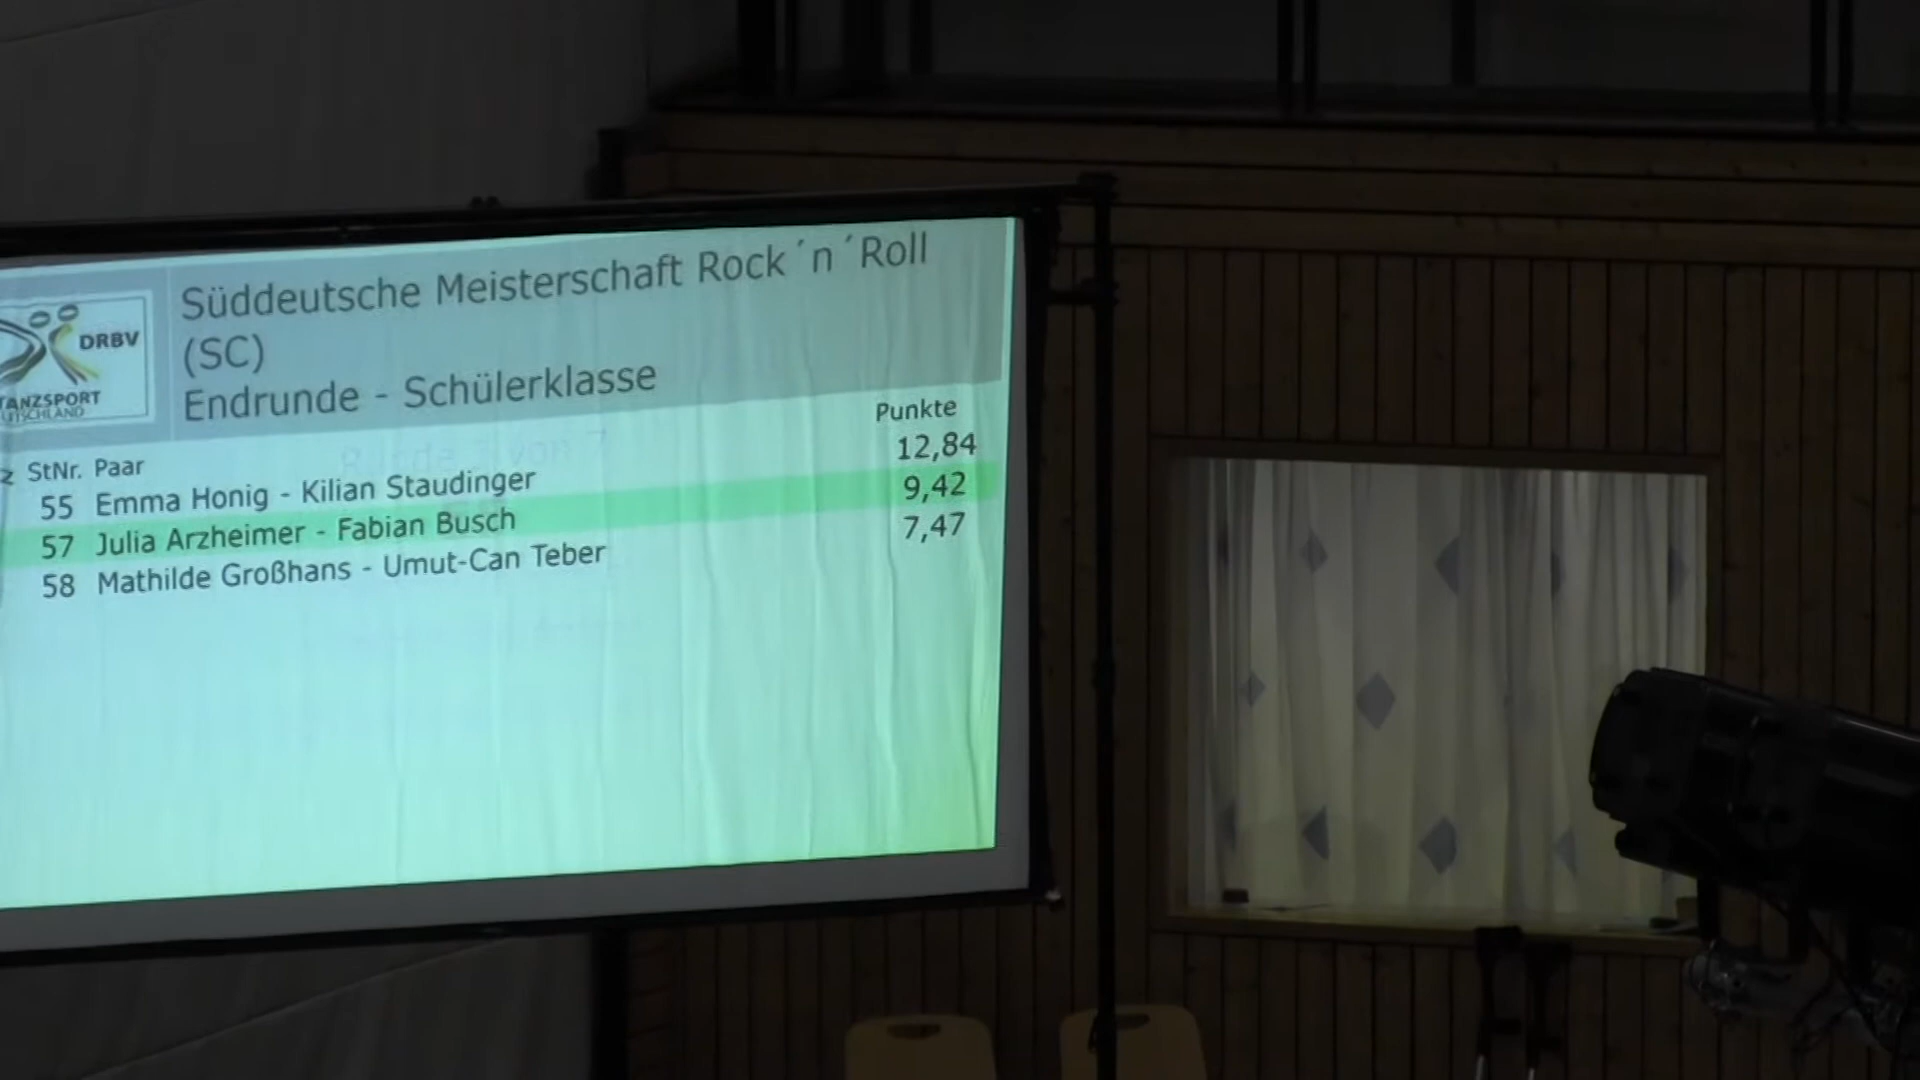 Süddeutsche Meisterschaft Rock ´n ´Roll
(SC)
Endrunde - Schülerklasse
DRBV
TANZSPORT
Punkte
z StNr. Paar
55 Emma Honig - Kilian Staudinger 12,84
57 Julia Arzheimer - Fabian Busch 9,42
58 Mathilde Großhans - Umut-Can Teber 7,47